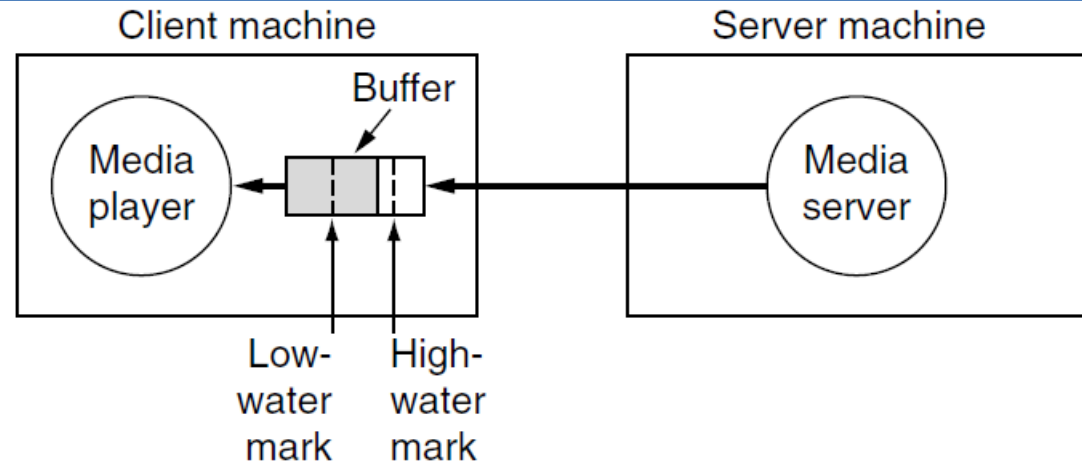 Client machine
Server machine
Buffer
Media
player
Media
server
Low-
water
mark
High-
water
mark